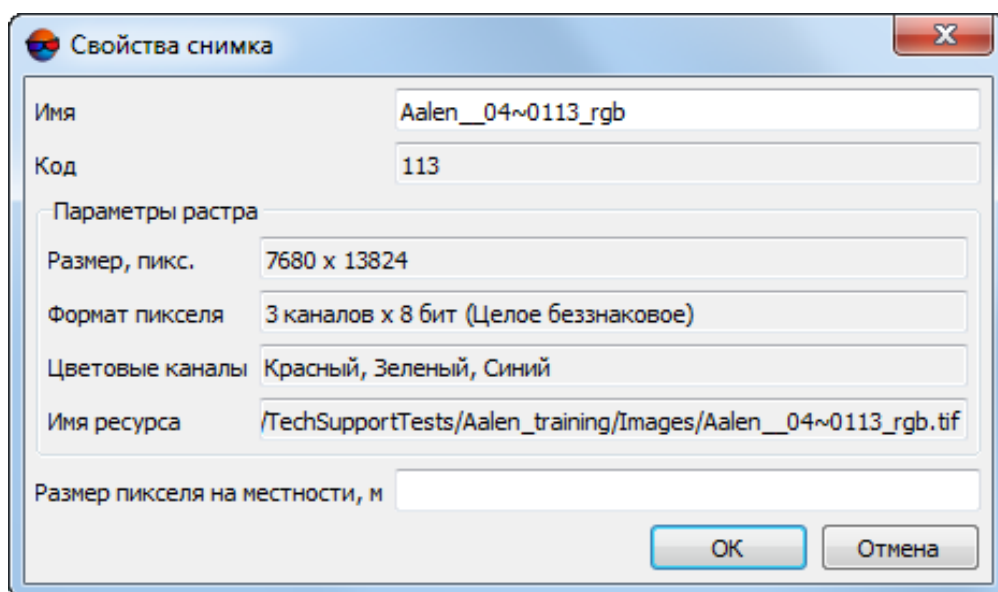 Свойства снимка
Имя Aalen__04~0113_rgb
Код 113
Параметры растра
Размер, пикс. 7680 x 13824
Формат пикселя 3 каналов x 8 бит (Целое беззнаковое)
Цветовые каналы Красный, Зеленый, Синий
Имя ресурса /TechSupportTests/Aalen_training/Images/Aalen__04~0113_rgb.tif
Размер пикселя на местности, м
OK Отмена